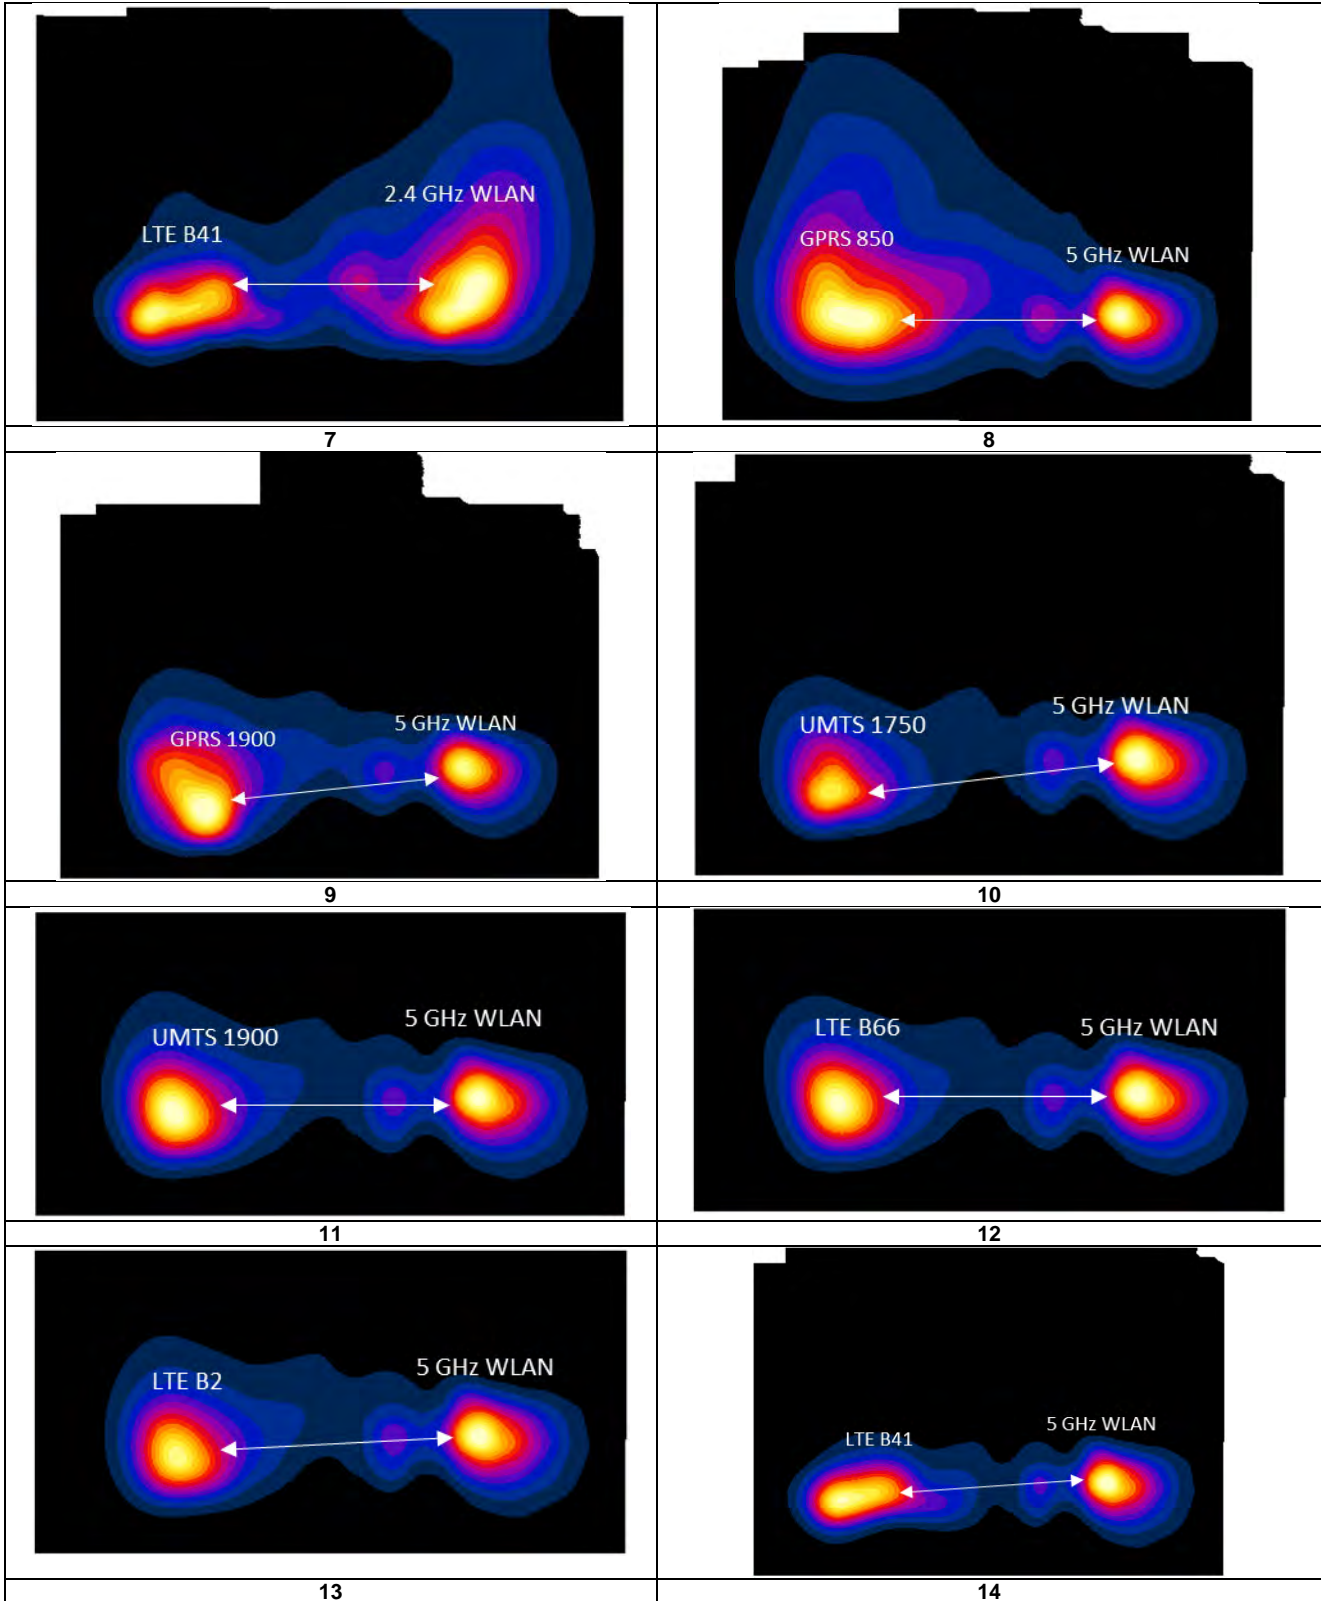 2.4 GHz WLAN
LTE B41
GPRS 850
5 GHz WLAN
7
8
GPRS 1900
5 GHz WLAN
UMTS 1750
5 GHz WLAN
9
10
UMTS 1900
5 GHz WLAN
LTE B66
5 GHz WLAN
11
12
LTE B2
5 GHz WLAN
LTE B41
5 GHz WLAN
13
14